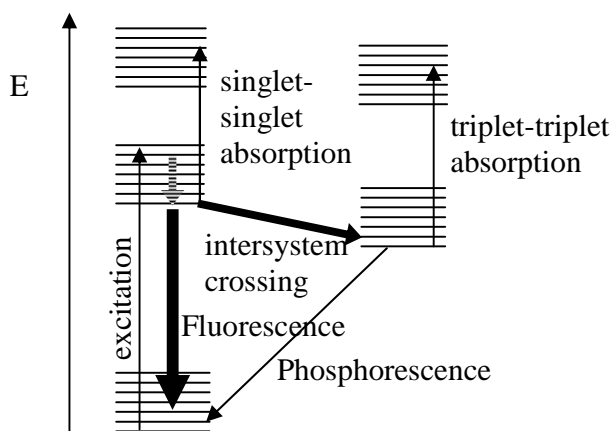 E
singlet-
singlet
absorption
triplet-triplet
absorption
intersystem
crossing
excitation
Fluorescence
Phosphorescence